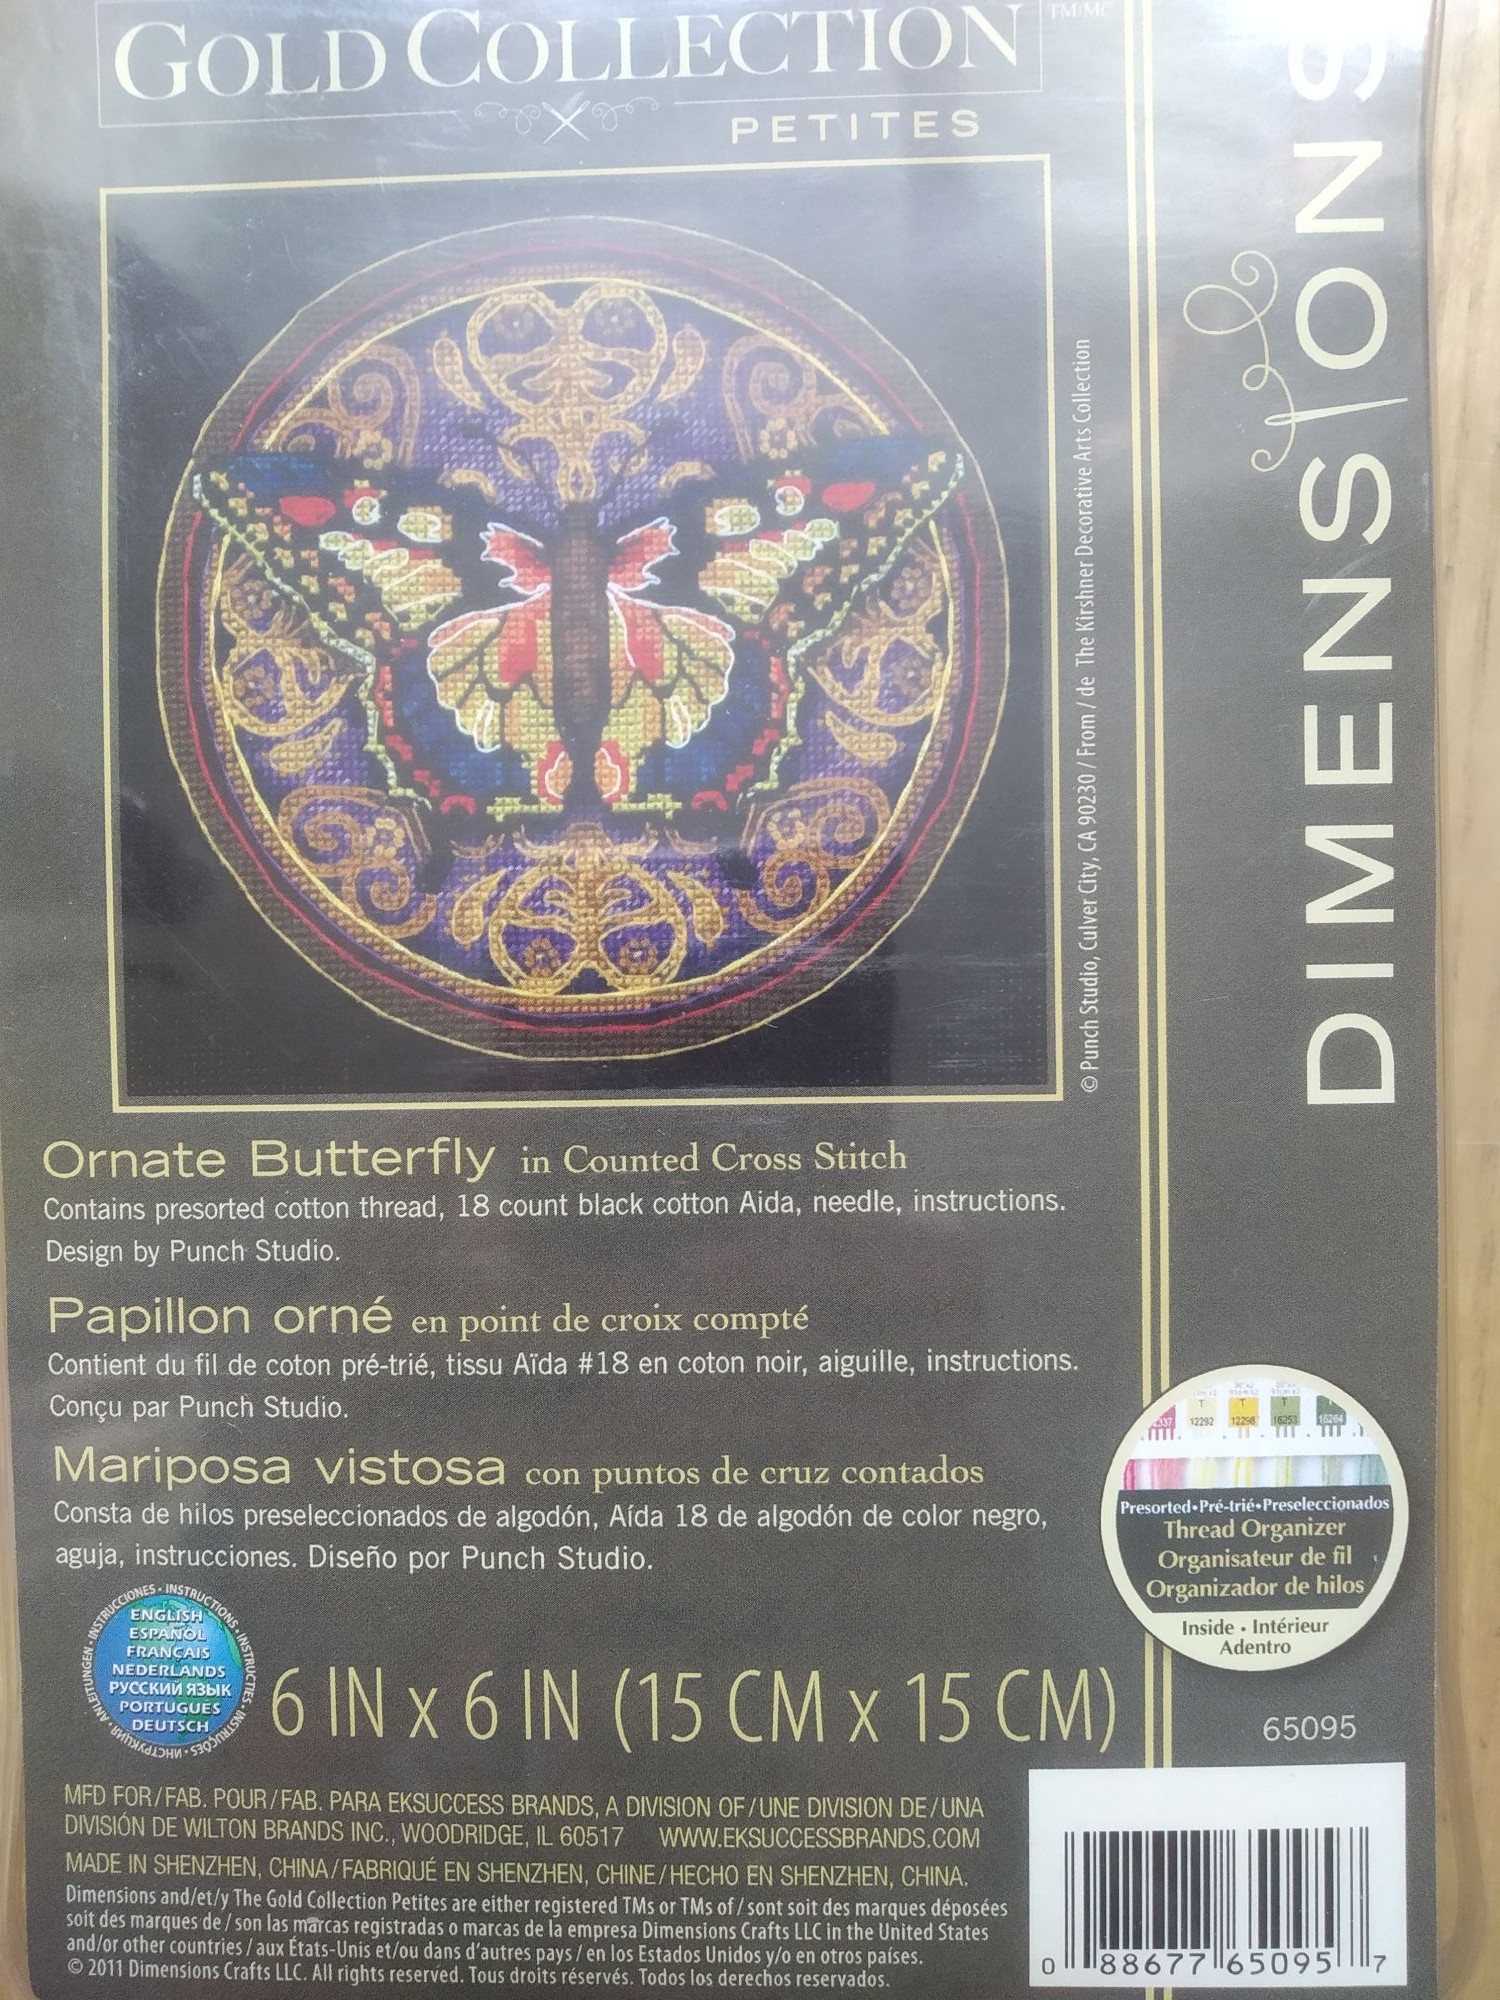 GOLD COLLECTION TM/MC
PETITES
DIMENSIONS
© Punch Studio, Culver City, CA 90230 / From / de The Kirshner Decorative Arts Collection
Ornate Butterfly in Counted Cross Stitch
Contains presorted cotton thread, 18 count black cotton Aida, needle, instructions.
Design by Punch Studio.
Papillon orné en point de croix compté
Contient du fil de coton pré-trié, tissu Aïda #18 en coton noir, aiguille, instructions.
Conçu par Punch Studio.
Mariposa vistosa con puntos de cruz contados
Consta de hilos preseleccionados de algodón, Aída 18 de algodón de color negro,
aguja, instrucciones. Diseño por Punch Studio.
T T T
12292 12298 16253 16264
Presorted•Pré-trié•Preseleccionados
Thread Organizer
Organisateur de fil
Organizador de hilos
Inside • Intérieur
Adentro
INSTRUCCIONES • INSTRUCTIONS • INSTRUCTIES • INSTRUÇÕES • ИНСТРУКЦИЯ • ANLEITUNGEN •
ENGLISH
ESPAÑOL
FRANÇAIS
NEDERLANDS
РУССКИЙ ЯЗЫК
PORTUGUES
DEUTSCH
6 IN x 6 IN (15 CM x 15 CM)
65095
MFD FOR/FAB. POUR/FAB. PARA EKSUCCESS BRANDS, A DIVISION OF/UNE DIVISION DE/UNA
DIVISIÓN DE WILTON BRANDS INC., WOODRIDGE, IL 60517 WWW.EKSUCCESSBRANDS.COM
MADE IN SHENZHEN, CHINA/FABRIQUÉ EN SHENZHEN, CHINE/HECHO EN SHENZHEN, CHINA.
Dimensions and/et/y The Gold Collection Petites are either registered TMs or TMs of / sont soit des marques déposées
soit des marques de / son las marcas registradas o marcas de la empresa Dimensions Crafts LLC in the United States
and/or other countries / aux États-Unis et/ou dans d'autres pays / en los Estados Unidos y/o en otros países.
© 2011 Dimensions Crafts LLC. All rights reserved. Tous droits réservés. Todos los derechos reservados.
0 88677 65095 7